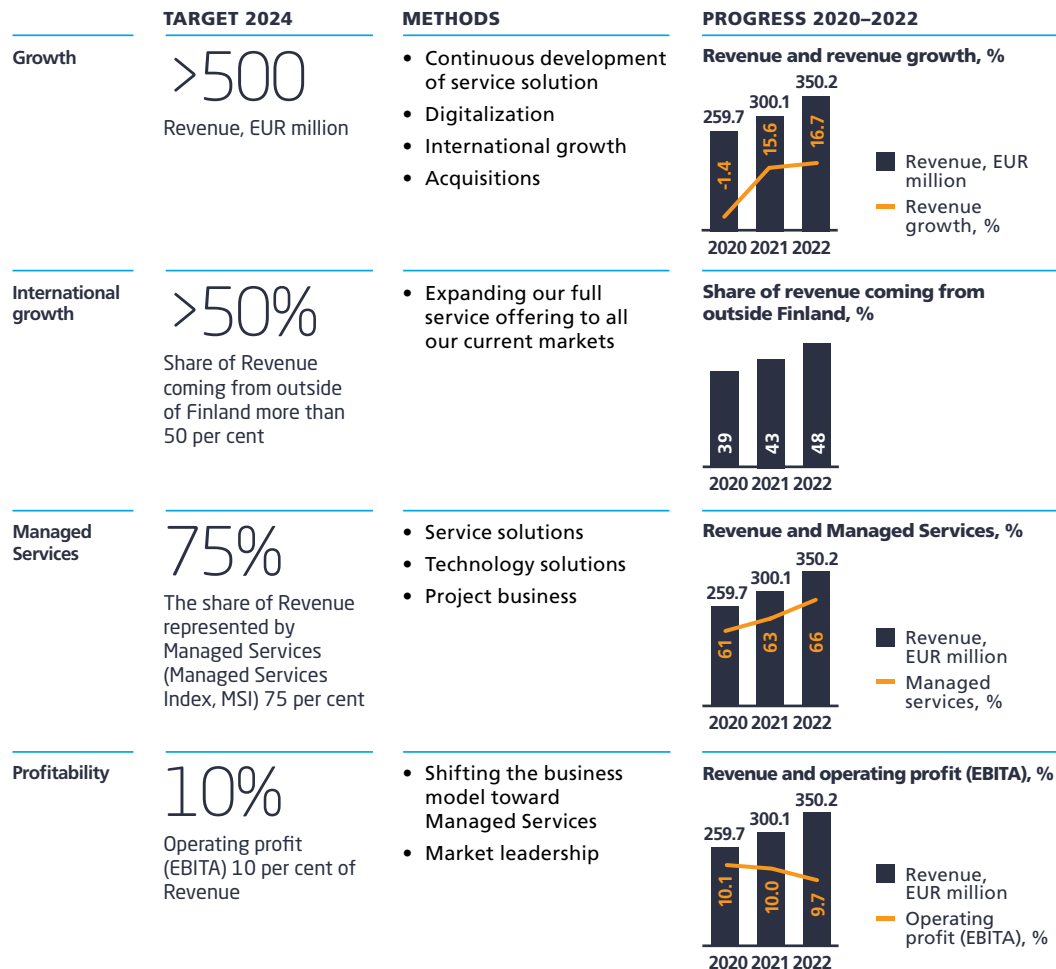 TARGET 2024
METHODS
PROGRESS 2020–2022
Growth
>500
Revenue, EUR million
• Continuous development
of service solution
• Digitalization
• International growth
• Acquisitions
Revenue and revenue growth, %
259.7
300.1
350.2
-1.4
15.6
16.7
2020 2021 2022
Revenue, EUR
million
Revenue
growth, %
International
growth
>50%
Share of Revenue
coming from outside
of Finland more than
50 per cent
• Expanding our full
service offering to all
our current markets
Share of revenue coming from
outside Finland, %
39
43
48
2020 2021 2022
Managed
Services
75%
The share of Revenue
represented by
Managed Services
(Managed Services
Index, MSI) 75 per cent
• Service solutions
• Technology solutions
• Project business
Revenue and Managed Services, %
259.7
300.1
350.2
61
63
66
2020 2021 2022
Revenue,
EUR million
Managed
services, %
Profitability
10%
Operating profit
(EBITA) 10 per cent of
Revenue
• Shifting the business
model toward
Managed Services
• Market leadership
Revenue and operating profit (EBITA), %
259.7
300.1
350.2
10.1
10.0
9.7
2020 2021 2022
Revenue,
EUR million
Operating
profit (EBITA), %